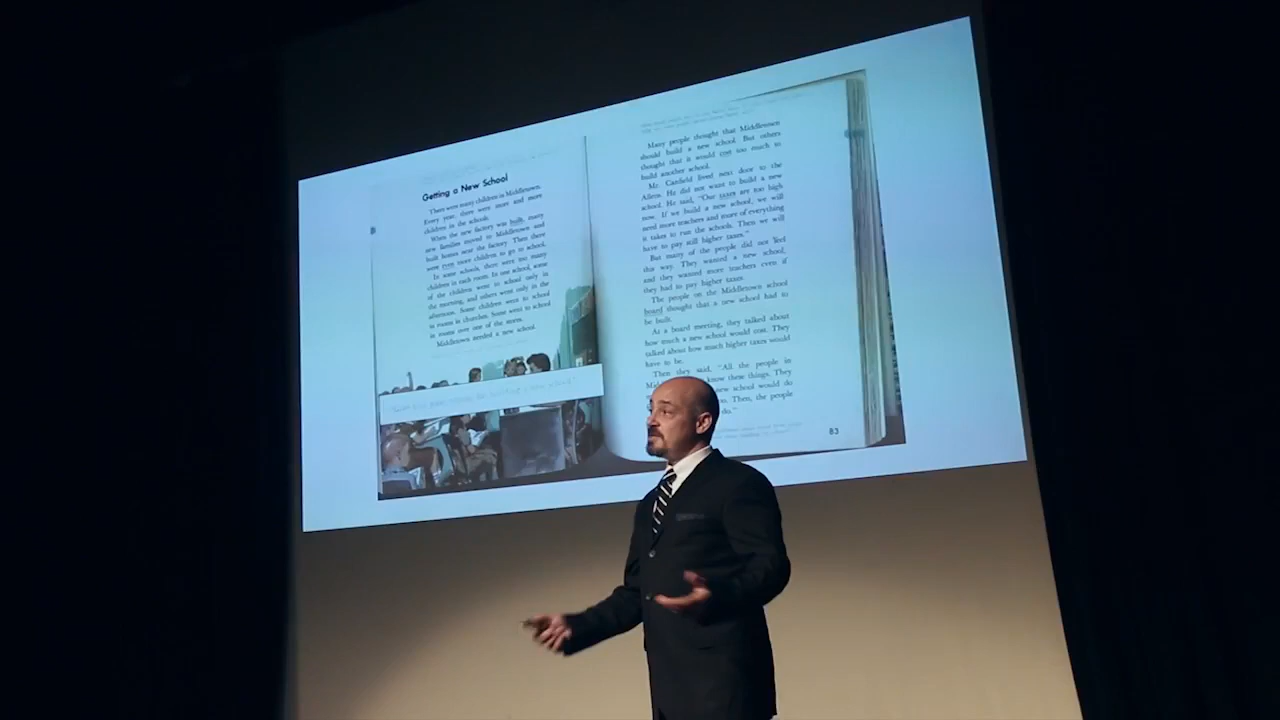 Getting a New School
There were many children in Middletown.
Every year, there were more and more
children in the schools.
When the new factory was built, many
new families moved to Middletown and
built homes near the factory. Then there
were even more children to go to school.
In some schools, there were too many
children in each room. In one school, some
of the children went to school only in
the morning, and others went only in the
afternoon. Some children went to school
in rooms in churches. Some went to school
in rooms over one of the stores.
Middletown needed a new school.
Many people thought that Middletown
should build a new school. But others
thought that it would cost too much to
build another school.
Mr. Canfield lived next door to the
Allens. He did not want to build a new
school. He said, "Our taxes are too high
now. If we build a new school, we will
need more teachers and more of everything
it takes to run the schools. Then we will
have to pay still higher taxes."
But many of the people did not feel
this way. They wanted a new school,
and they wanted more teachers even if
they had to pay higher taxes.
The people on the Middletown school
board thought that a new school had to
be built.
At a board meeting, they talked about
how much a new school would cost. They
talked about how much higher taxes would
have to be.
Then they said, "All the people in
know these things. They
new school would do
Then, the people
do."
83